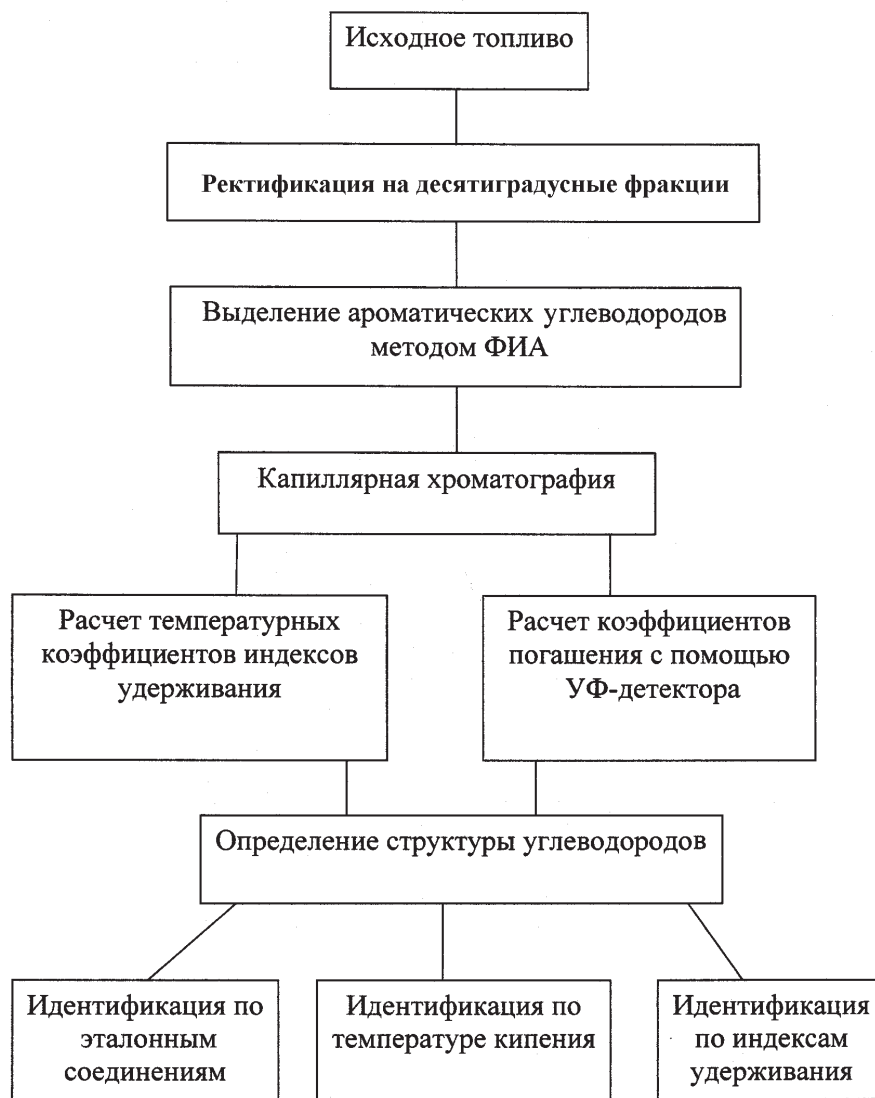 Исходное топливо
Ректификация на десятиградусные фракции
Выделение ароматических углеводородов
методом ФИА
Капиллярная хроматография
Расчет температурных
коэффициентов индексов
удерживания
Расчет коэффициентов
погашения с помощью
УФ-детектора
Определение структуры углеводородов
Идентификация по
эталонным
соединениям
Идентификация по
температуре кипения
Идентификация
по индексам
удерживания